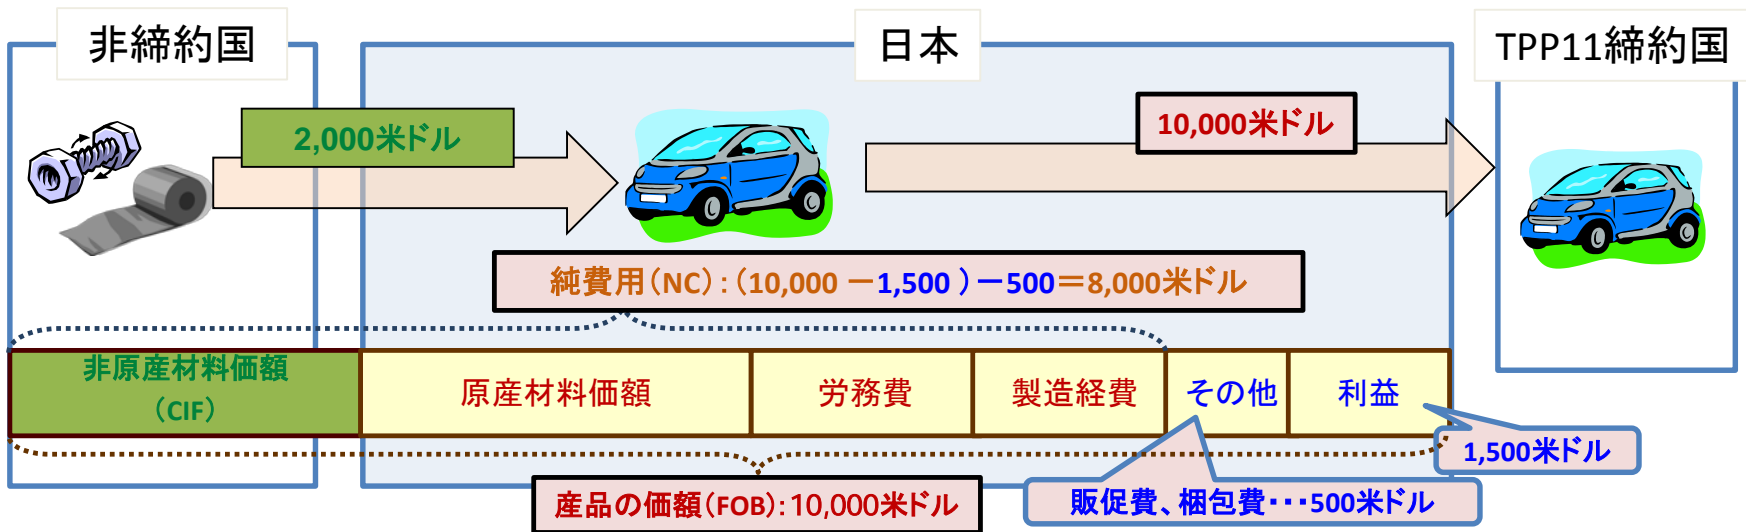 非締約国
日本
TPP11締約国
2,000米ドル
10,000米ドル
純費用(NC):(10,000 -1,500 )-500=8,000米ドル
非原産材料価額
(CIF)
原産材料価額
労務費
製造経費
その他
利益
1,500米ドル
産品の価額(FOB):10,000米ドル
販促費、梱包費・・・500米ドル